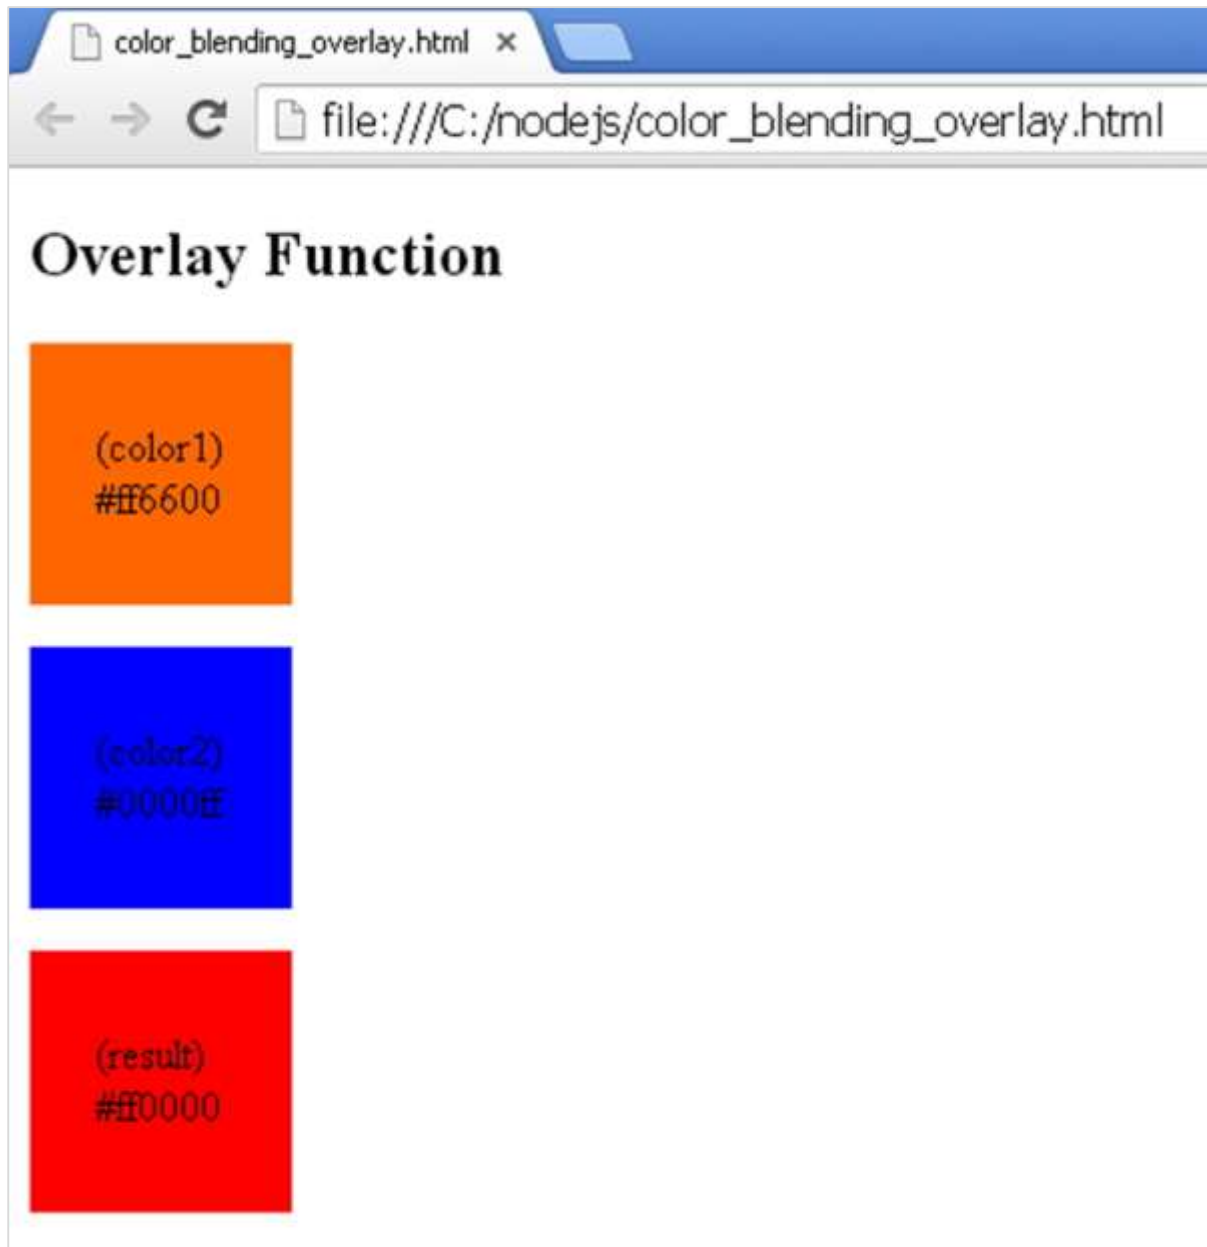 color_blending_overlay.html
file:///C:/nodejs/color_blending_overlay.html
Overlay Function
(color1)
#ff6600
(color2)
#0000ff
(result)
#ff0000